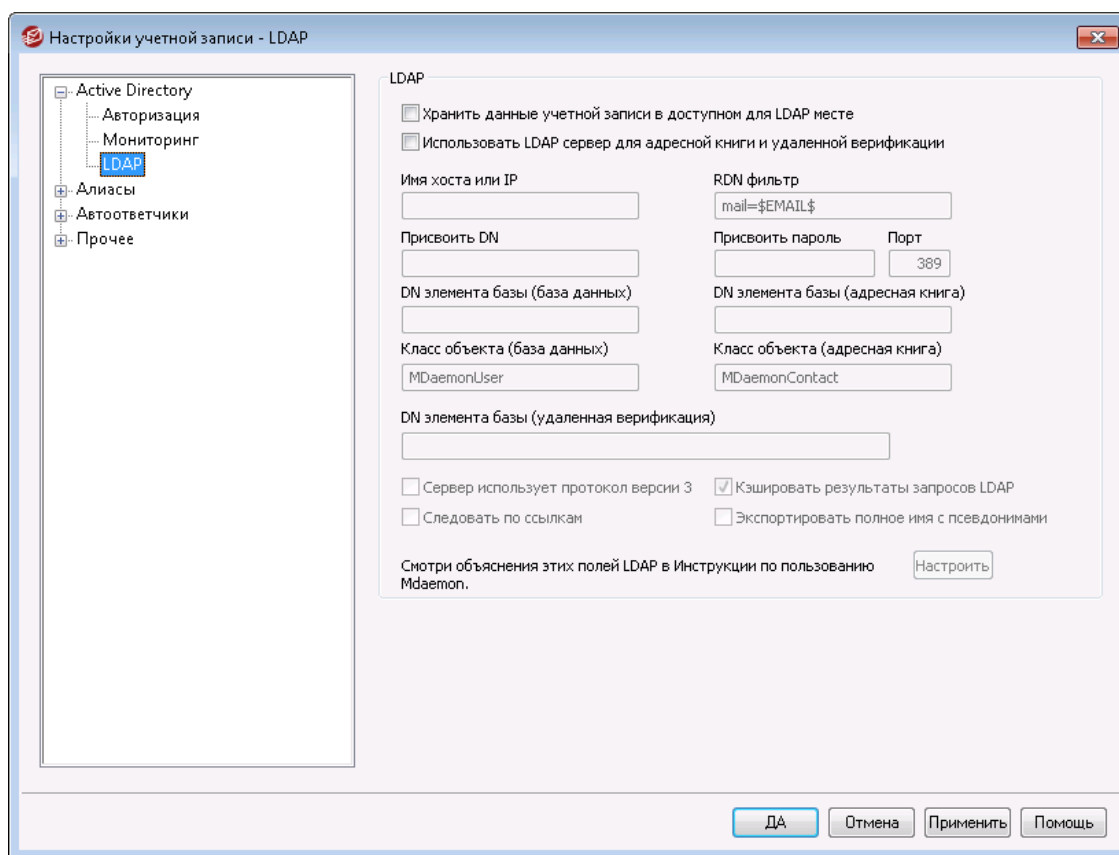 Настройки учетной записи - LDAP
Active Directory
Авторизация
Мониторинг
LDAP
Алиасы
Автоответчики
Прочее
LDAP
Хранить данные учетной записи в доступном для LDAP месте
Использовать LDAP сервер для адресной книги и удаленной верификации
Имя хоста или IP
RDN фильтр
mail=$EMAIL$
Присвоить DN
Присвоить пароль
Порт
389
DN элемента базы (база данных)
DN элемента базы (адресная книга)
Класс объекта (база данных)
Класс объекта (адресная книга)
MDaemonUser
MDaemonContact
DN элемента базы (удаленная верификация)
Сервер использует протокол версии 3
Кэшировать результаты запросов LDAP
Следовать по ссылкам
Экспортировать полное имя с псевдонимами
Смотри объяснения этих полей LDAP в Инструкции по пользованию
Mdaemon.
Настроить
ДА
Отмена
Применить
Помощь